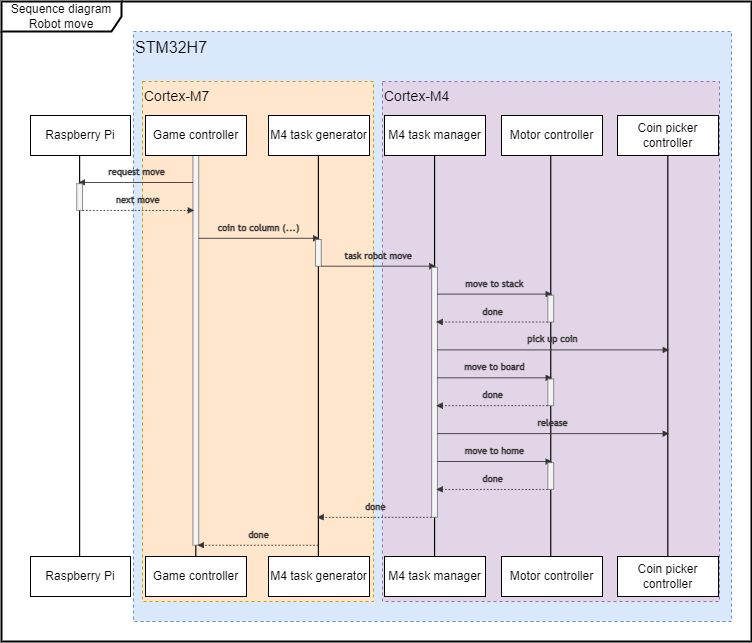 Sequence diagram
Robot move
STM32H7
Cortex-M7
Cortex-M4
Raspberry Pi
Game controller
M4 task generator
M4 task manager
Motor controller
Coin picker
controller
request move
next move
coin to column (...)
task robot move
move to stack
done
pick up coin
move to board
done
release
move to home
done
done
done
Raspberry Pi
Game controller
M4 task generator
M4 task manager
Motor controller
Coin picker
controller